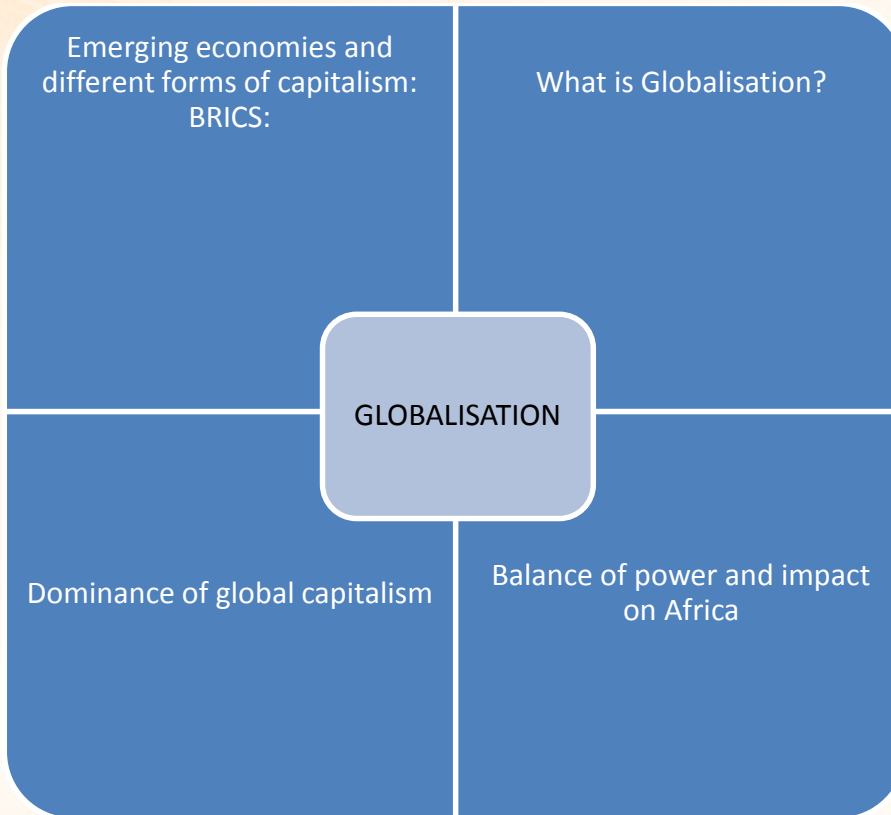 Emerging economies and
different forms of capitalism:
BRICS:
What is Globalisation?
GLOBALISATION
Dominance of global capitalism
Balance of power and impact
on Africa